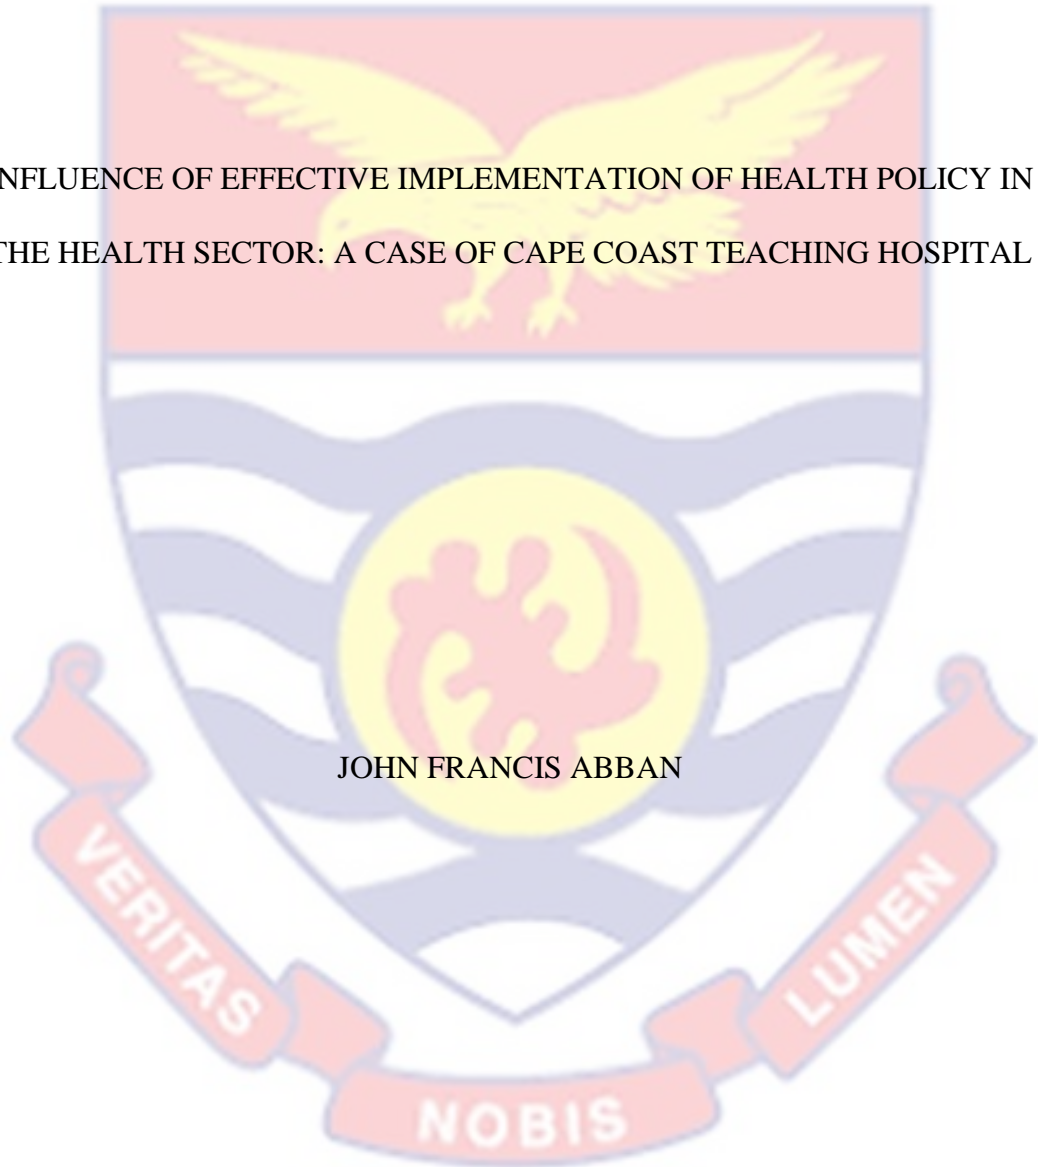 NFLUENCE OF EFFECTIVE IMPLEMENTATION OF HEALTH POLICY IN
THE HEALTH SECTOR: A CASE OF CAPE COAST TEACHING HOSPITAL
JOHN FRANCIS ABBAN
VERITAS
NOBIS
LUMEN